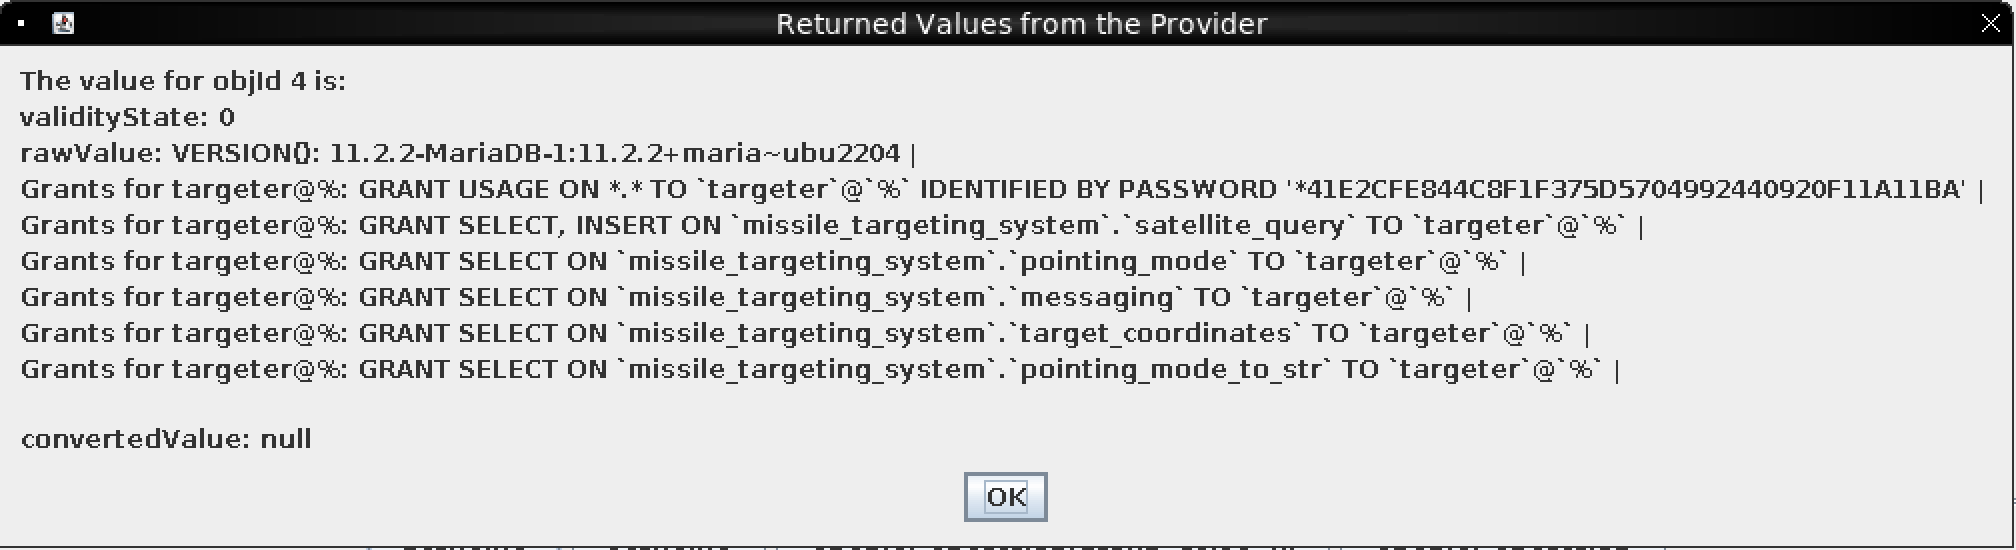 Returned Values from the Provider
The value for objId 4 is:
validityState: 0
rawValue: VERSION(): 11.2.2-MariaDB-1:11.2.2+maria~ubu2204 |
Grants for targeter@%: GRANT USAGE ON *.* TO `targeter`@`%` IDENTIFIED BY PASSWORD '*41E2CFE844C8F1F375D5704992440920F11A11BA' |
Grants for targeter@%: GRANT SELECT, INSERT ON `missile_targeting_system`.`satellite_query` TO `targeter`@`%` |
Grants for targeter@%: GRANT SELECT ON `missile_targeting_system`.`pointing_mode` TO `targeter`@`%` |
Grants for targeter@%: GRANT SELECT ON `missile_targeting_system`.`messaging` TO `targeter`@`%` |
Grants for targeter@%: GRANT SELECT ON `missile_targeting_system`.`target_coordinates` TO `targeter`@`%` |
Grants for targeter@%: GRANT SELECT ON `missile_targeting_system`.`pointing_mode_to_str` TO `targeter`@`%` |
convertedValue: null
OK